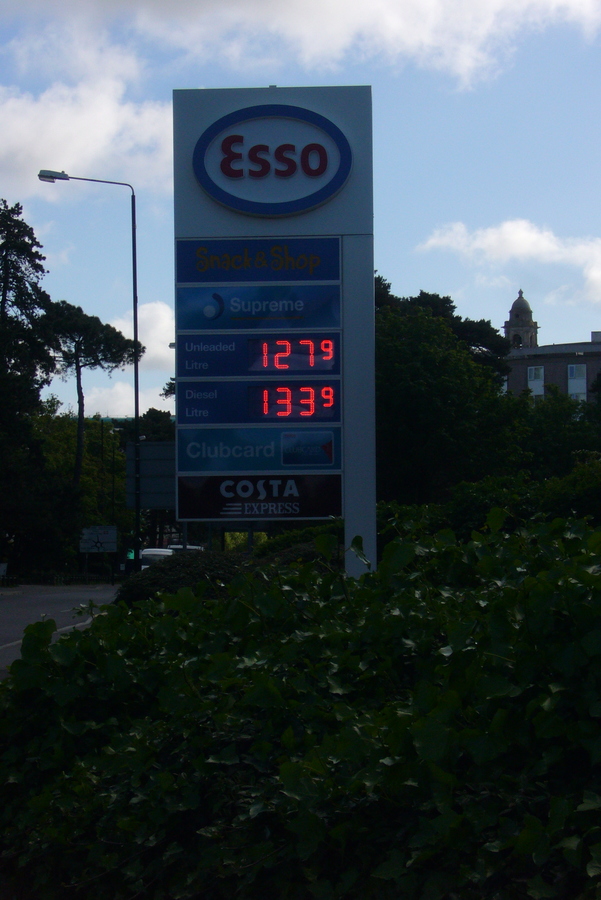 Esso
Snack & Shop
Supreme
Unleaded
Litre
127.9
Diesel
Litre
133.9
Clubcard
COSTA
EXPRESS